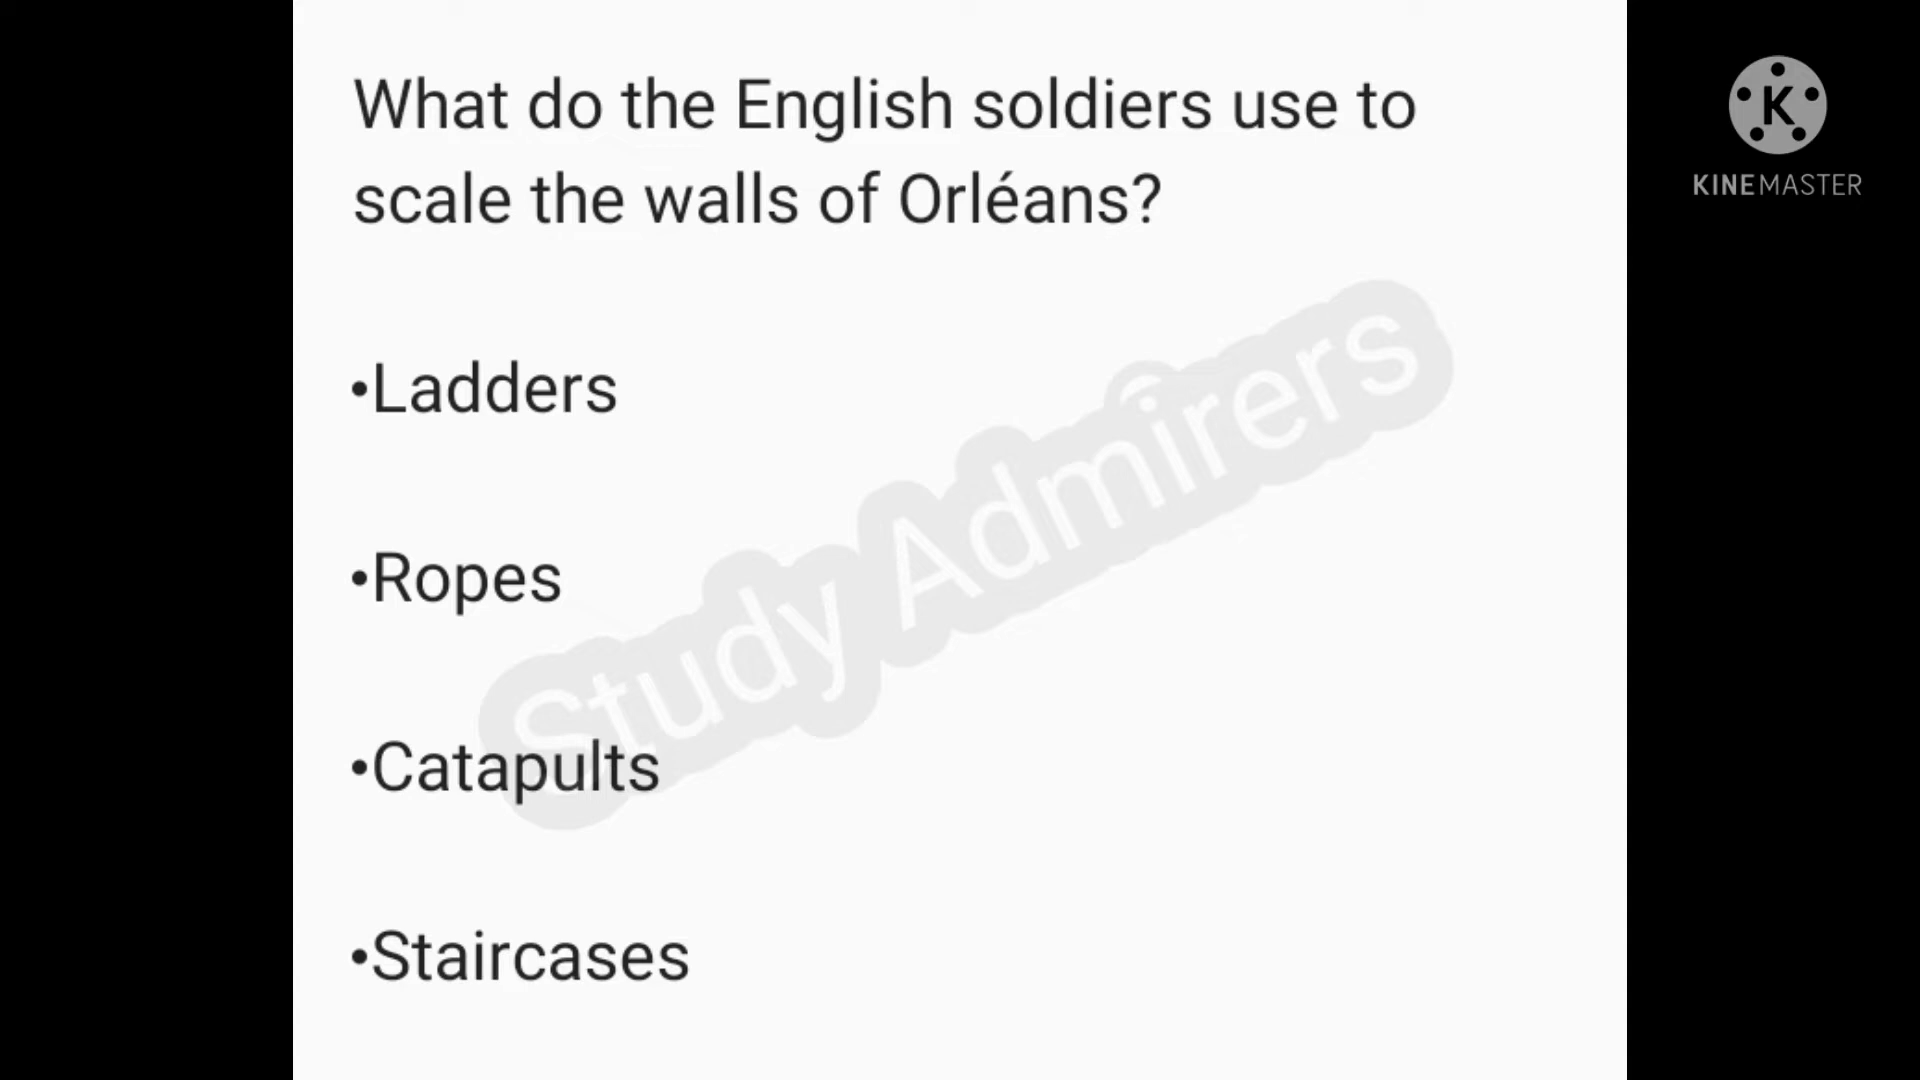 What do the English soldiers use to
scale the walls of Orléans?
•Ladders
•Ropes
•Catapults
•Staircases
Study Admirers
K
KINEMASTER